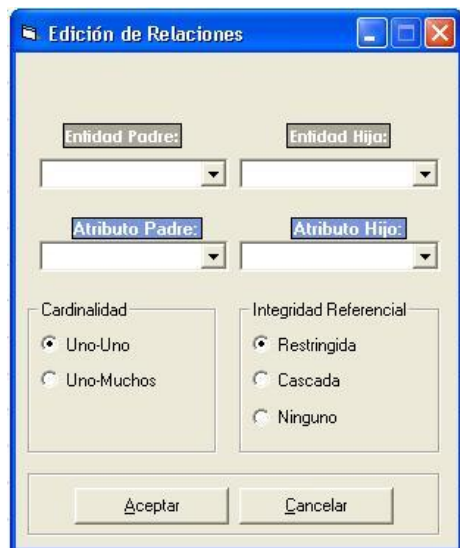 Edición de Relaciones
Entidad Padre: Entidad Hija:
Atributo Padre: Atributo Hijo:
Cardinalidad Integridad Referencial
Uno-Uno Restringida
Uno-Muchos Cascada
Ninguno
Aceptar Cancelar